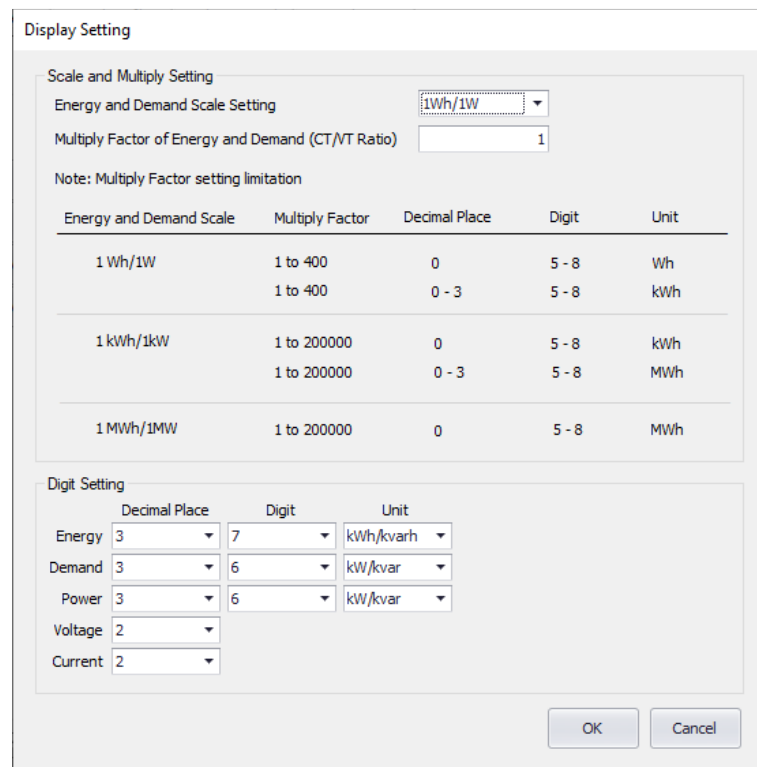 Display Setting
Scale and Multiply Setting
Energy and Demand Scale Setting 1Wh/1W
Multiply Factor of Energy and Demand (CT/VT Ratio) 1
Note: Multiply Factor setting limitation
Energy and Demand Scale Multiply Factor Decimal Place Digit Unit
1 Wh/1W 1 to 400 0 5 - 8 Wh
1 to 400 0 - 3 5 - 8 kWh
1 kWh/1kW 1 to 200000 0 5 - 8 kWh
1 to 200000 0 - 3 5 - 8 MWh
1 MWh/1MW 1 to 200000 0 5 - 8 MWh
Digit Setting
Decimal Place Digit Unit
Energy 3 7 kWh/kvarh
Demand 3 6 kW/kvar
Power 3 6 kW/kvar
Voltage 2
Current 2
OK Cancel